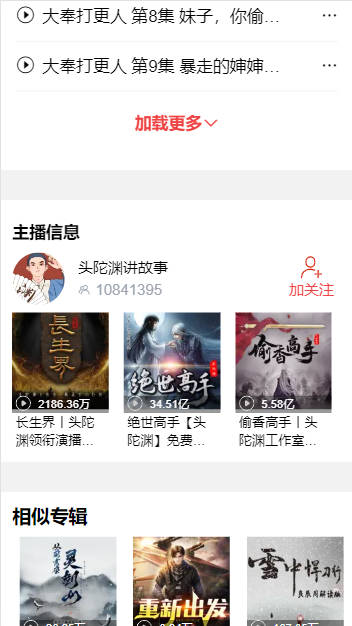 大奉打更人 第8集 妹子，你偷…
大奉打更人 第9集 暴走的婶婶…
加载更多
主播信息
头陀渊讲故事
10841395
加关注
長生界
绝世高手
偷香高手
2186.36万
34.51亿
5.58亿
长生界丨头陀渊领衔演播…
绝世高手【头陀渊】免费…
偷香高手丨头陀渊工作室…
相似专辑
从前有座
灵剑山
重新出发
雪中悍刀行